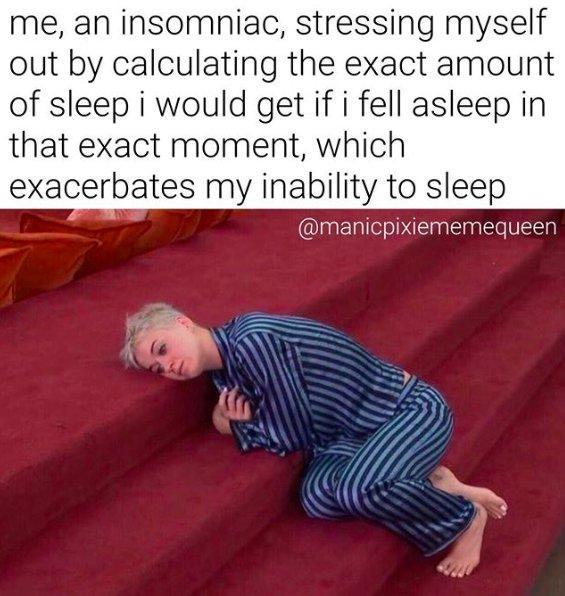 me, an insomniac, stressing myself
out by calculating the exact amount
of sleep i would get if i fell asleep in
that exact moment, which
exacerbates my inability to sleep
@manicpixiememequeen